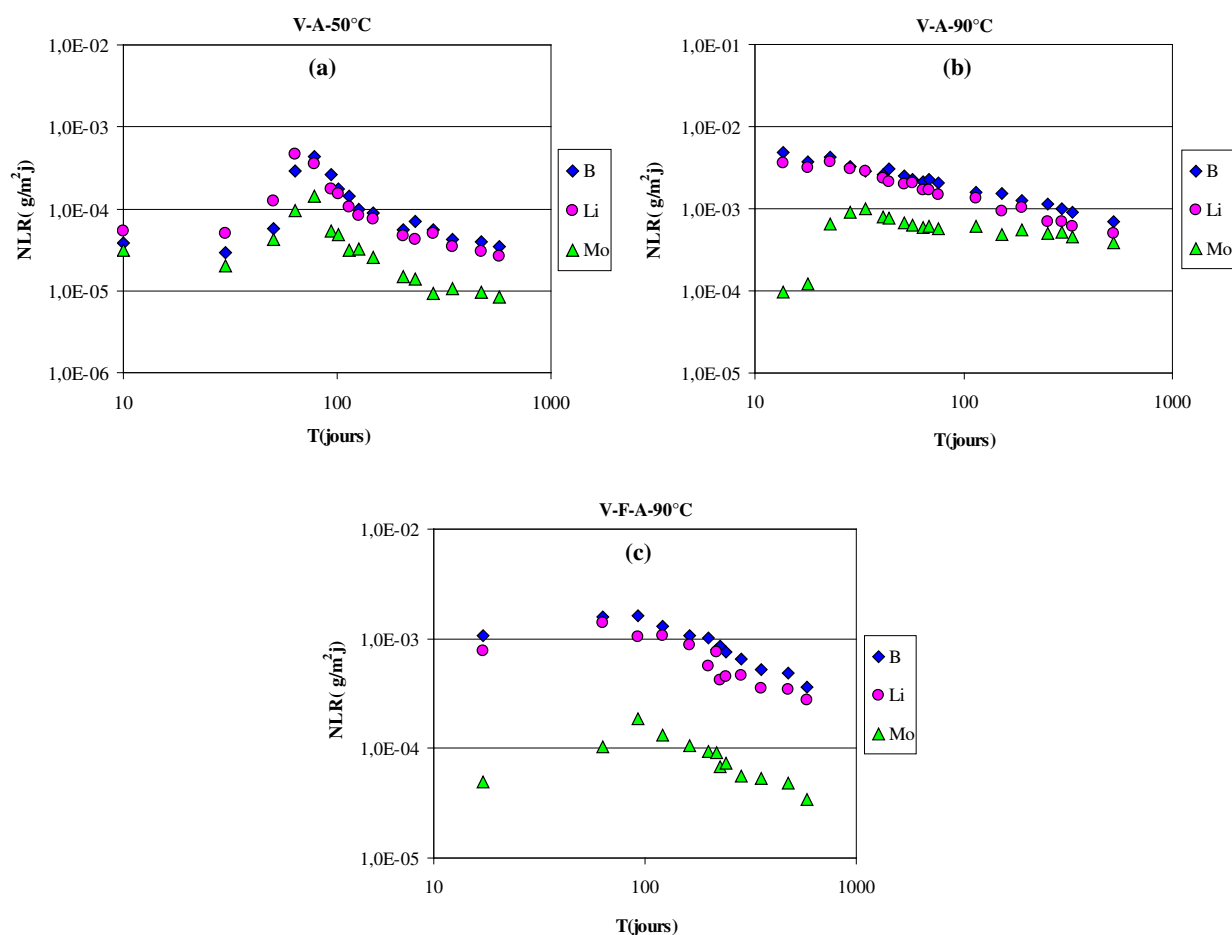 V-A-50°C
(a)
1,0E-02
1,0E-03
1,0E-04
1,0E-05
1,0E-06
NLR( g/m²j)
10
100
1000
T(jours)
B
Li
Mo
V-A-90°C
(b)
1,0E-01
1,0E-02
1,0E-03
1,0E-04
1,0E-05
NLR( g/m²j)
10
100
1000
T(jours)
B
Li
Mo
V-F-A-90°C
(c)
1,0E-02
1,0E-03
1,0E-04
1,0E-05
NLR( g/m²j)
10
100
1000
T(jours)
B
Li
Mo